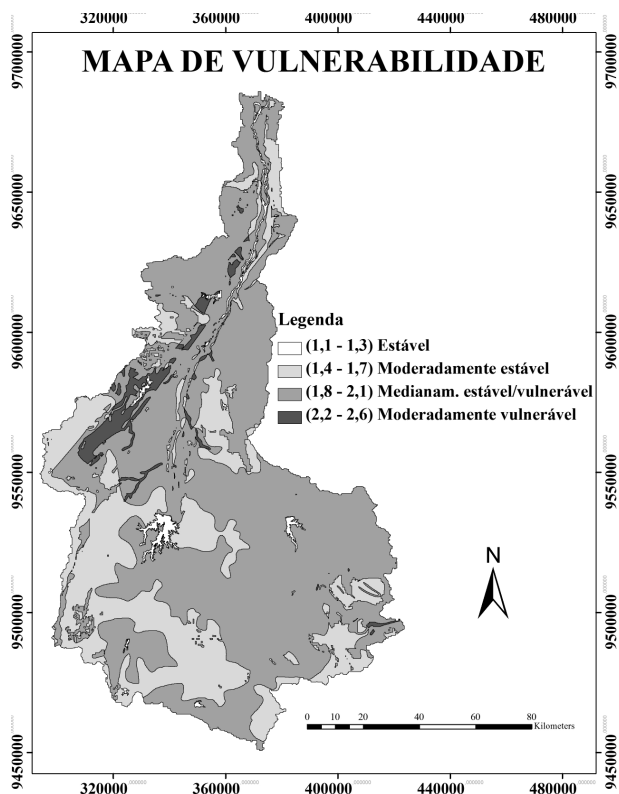 320000 360000 400000 440000 480000
MAPA DE VULNERABILIDADE
9700000 9700000
9650000 9650000
9600000 9600000
Legenda
(1,1 - 1,3) Estável
(1,4 - 1,7) Moderadamente estável
(1,8 - 2,1) Medianam. estável/vulnerável
(2,2 - 2,6) Moderadamente vulnerável
9550000 9550000
N
9500000 9500000
0 10 20 40 60 80
Kilometers
9450000 9450000
320000 360000 400000 440000 480000